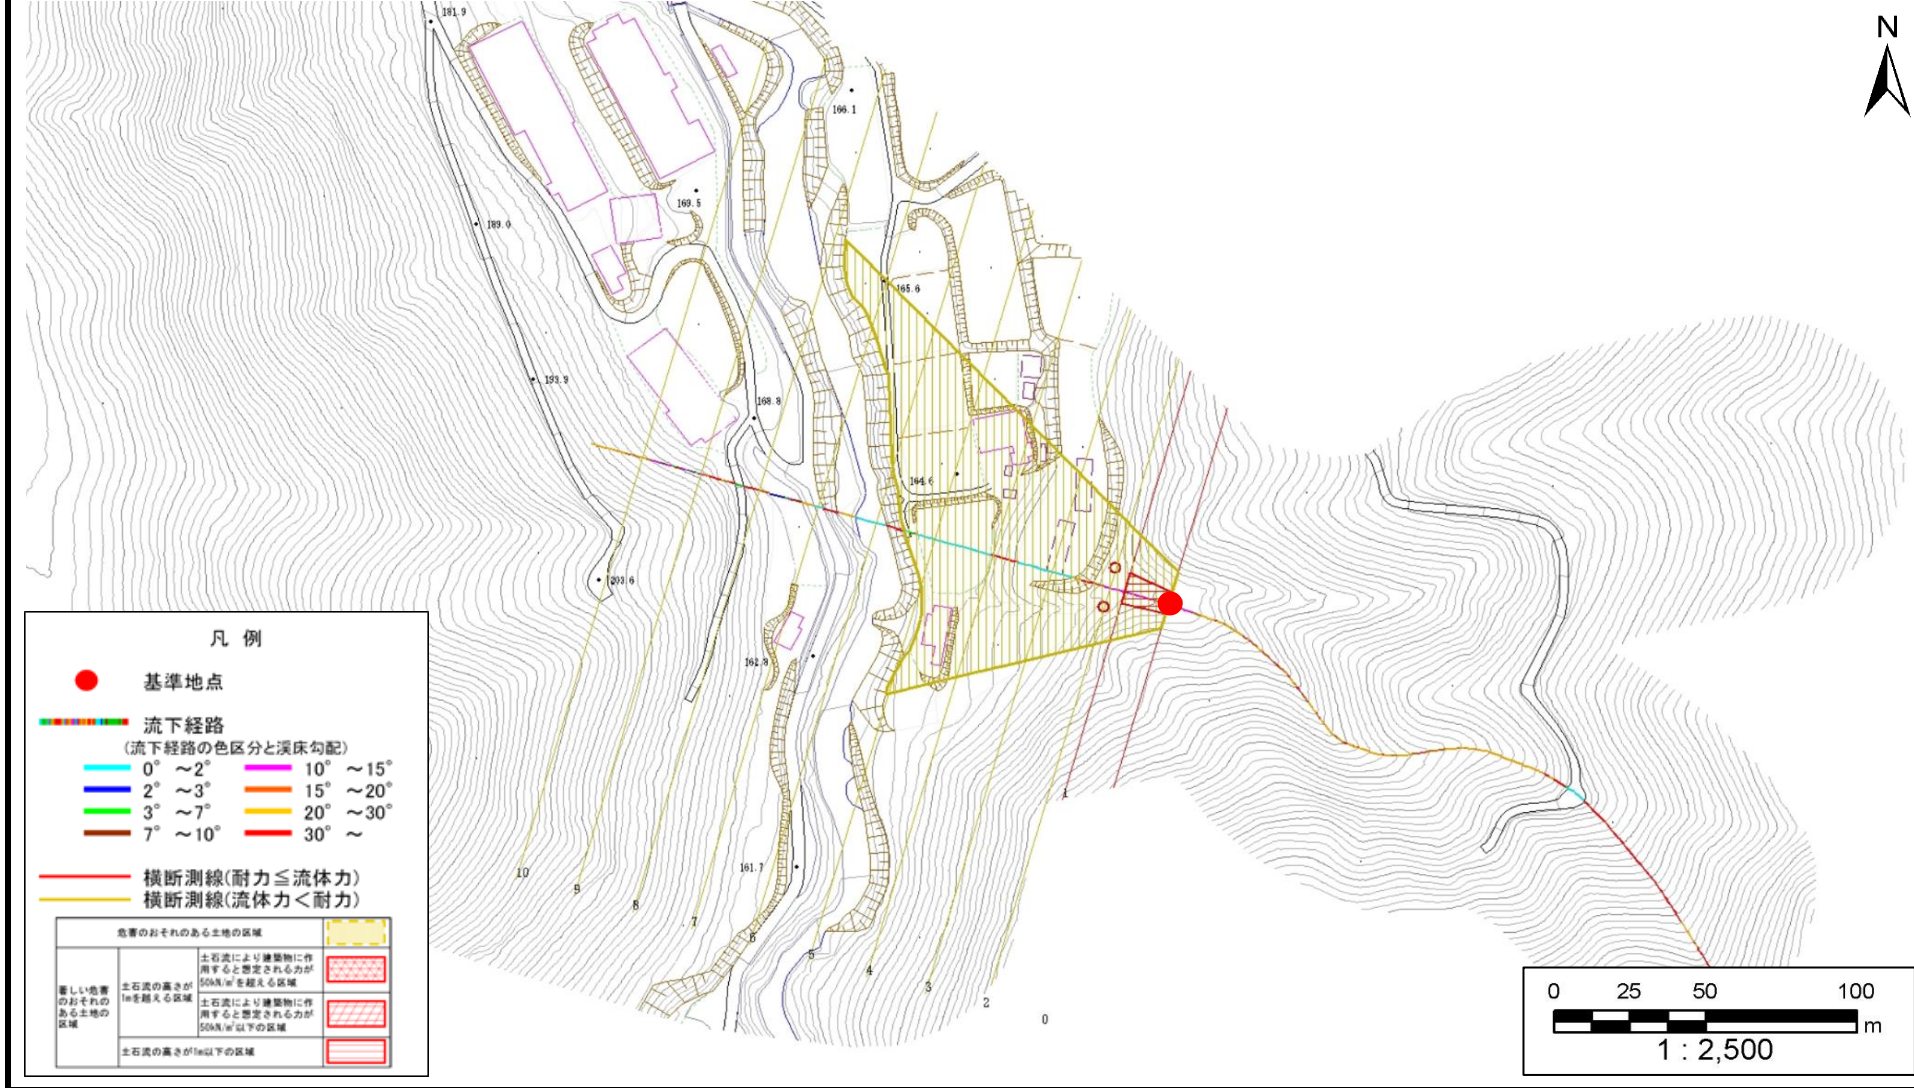 181.9
N
166.1
169.5
189.0
165.6
193.9
168.8
164.6
203.6
162.8
161.7
1
10
9
8
7
6
5
4
3
2
0
凡 例
基準地点
流下経路
(流下経路の色区分と渓床勾配)
0° ～2° 10° ～15°
2° ～3° 15° ～20°
3° ～7° 20° ～30°
7° ～10° 30° ～
横断測線(耐力≦流体力)
横断測線(流体力＜耐力)
危害のおそれのある土地の区域
著しい危害
のおそれの
ある土地の
区域
土石流の高さが
1mを越える区域
土石流により建築物に作
用すると想定される力が
50kN/㎡を越える区域
土石流により建築物に作
用すると想定される力が
50kN/㎡以下の区域
土石流の高さが1m以下の区域
0 25 50 100
m
1 : 2,500